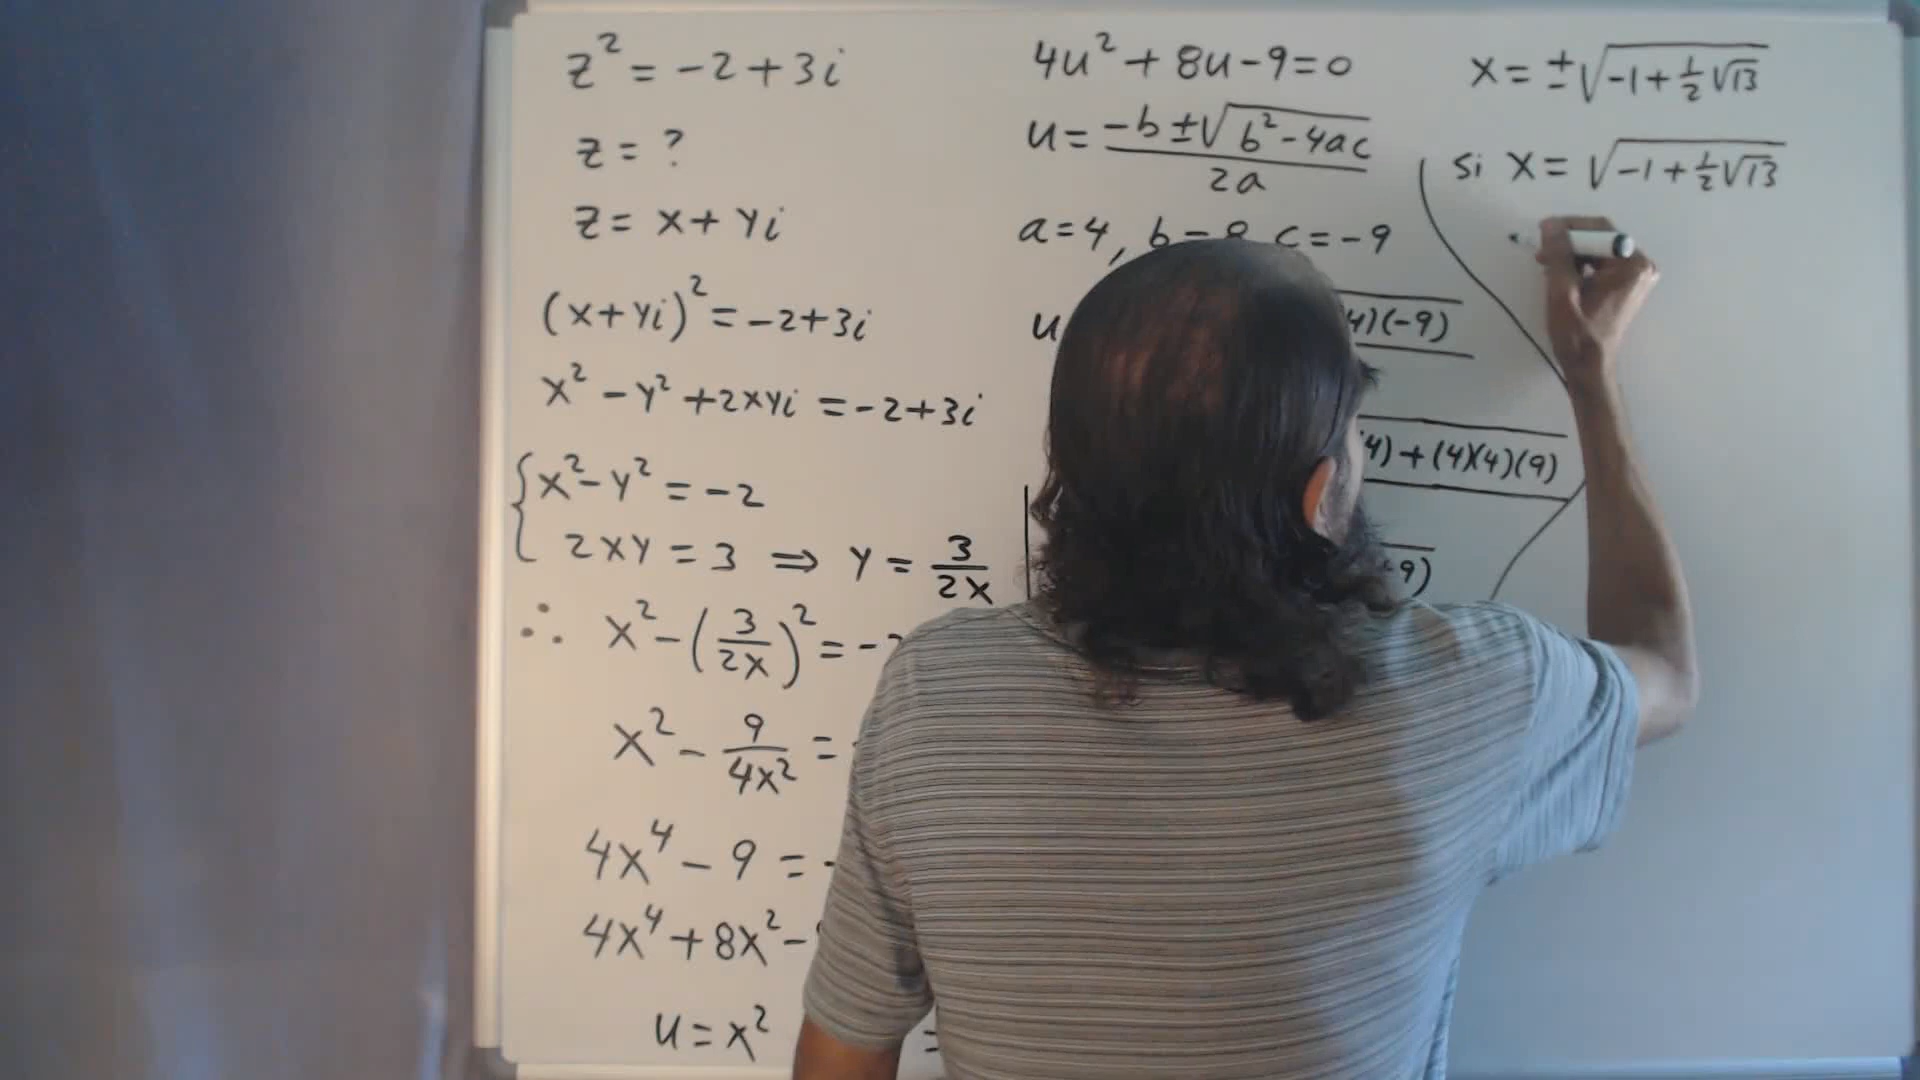 z² = -2+3i
z = ?
z = x+yi
(x+yi)² = -2+3i
x² - y² + 2xyi = -2+3i
x² - y² = -2
2xy = 3 ⇒ y = 3/2x
∴ x² - (3/2x)² = -
x² - 9/4x² =
4x⁴ - 9 = -
4x⁴ + 8x² -
u = x²
=
4u² + 8u - 9 = 0
u = -b ± √b² - 4ac / 2a
a = 4, b = c = -9
u
4)(-9)
4) + (4)(4)(9)
9)
x = ± √-1 + 1/2 √13
si x = √-1 + 1/2 √13